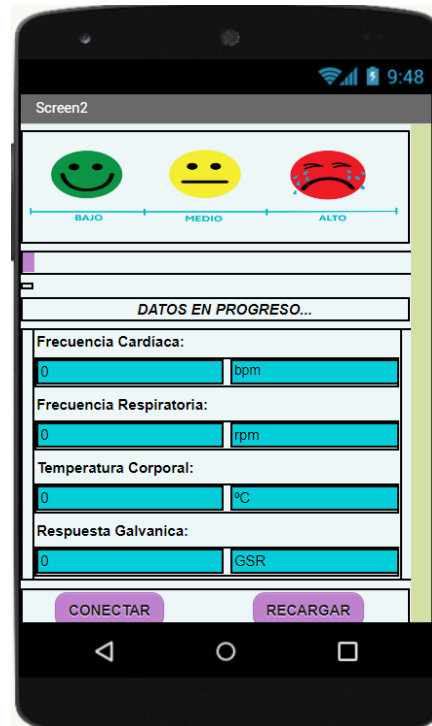 9:48
Screen2
BAJO MEDIO ALTO
DATOS EN PROGRESO...
Frecuencia Cardíaca:
0 bpm
Frecuencia Respiratoria:
0 rpm
Temperatura Corporal:
0 ºC
Respuesta Galvanica:
0 GSR
CONECTAR RECARGAR